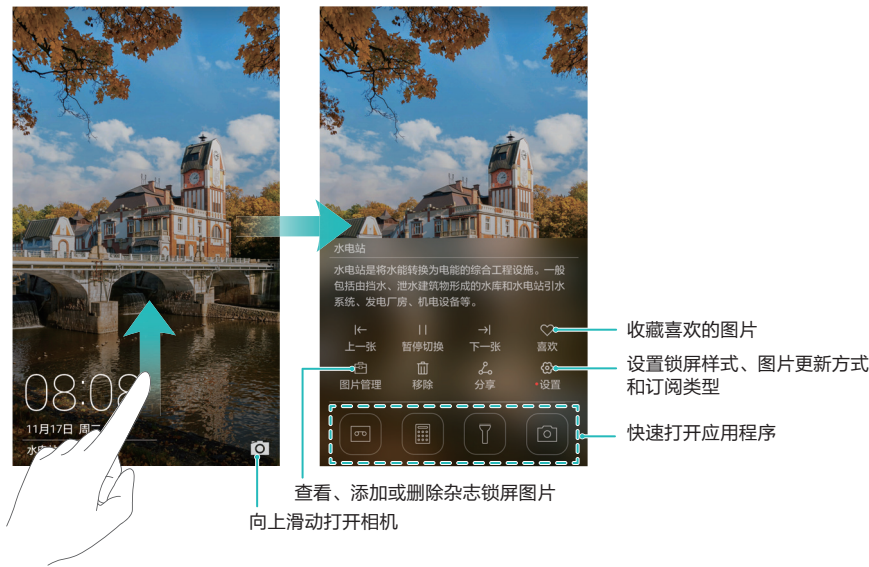 08:08
11月17日 周二
水电
水电站
水电站是将水能转换为电能的综合工程设施。一般
包括由挡水、泄水建筑物形成的水库和水电站引水
系统、发电厂房、机电设备等。
上一张 暂停切换 下一张 喜欢
图片管理 移除 分享 设置
收藏喜欢的图片
设置锁屏样式、图片更新方式
和订阅类型
快速打开应用程序
查看、添加或删除杂志锁屏图片
向上滑动打开相机